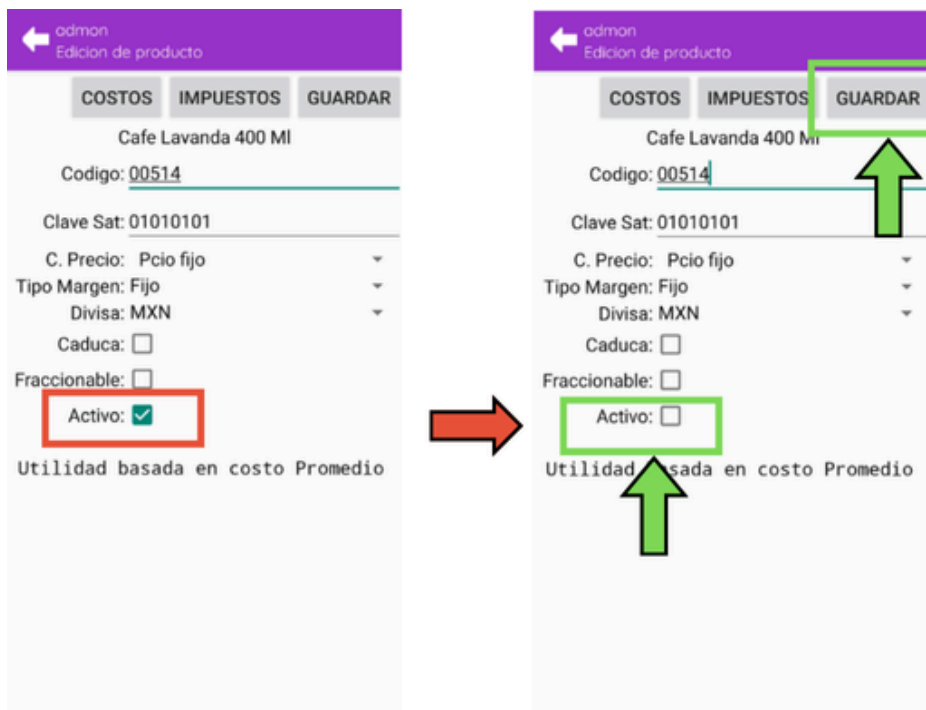 admon
Edicion de producto
COSTOS IMPUESTOS GUARDAR
Cafe Lavanda 400 Ml
Codigo: 00514
Clave Sat: 01010101
C. Precio: Pcio fijo
Tipo Margen: Fijo
Divisa: MXN
Caduca:
Fraccionable:
Activo:
Utilidad basada en costo Promedio
admon
Edicion de producto
COSTOS IMPUESTOS GUARDAR
Cafe Lavanda 400 Ml
Codigo: 00514
Clave Sat: 01010101
C. Precio: Pcio fijo
Tipo Margen: Fijo
Divisa: MXN
Caduca:
Fraccionable:
Activo:
Utilidad basada en costo Promedio